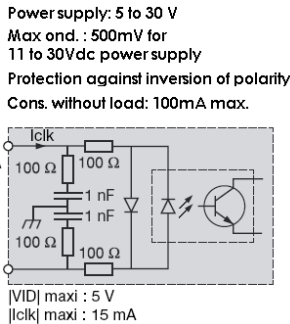 Power supply: 5 to 30 V
Max ond. : 500mV for
11 to 30Vdc power supply
Protection against inversion of polarity
Cons. without load: 100mA max.
Iclk
100 Ω
100 Ω
1 nF
1 nF
100 Ω
100 Ω
|VID| maxi : 5 V
|Iclk| maxi : 15 mA